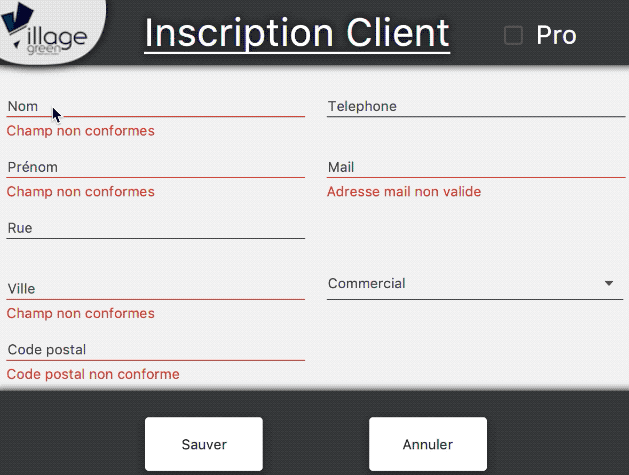 Village
green
Inscription Client
Pro
Nom
Champ non conformes
Prénom
Champ non conformes
Rue
Ville
Champ non conformes
Code postal
Code postal non conforme
Telephone
Mail
Adresse mail non valide
Commercial
Sauver
Annuler